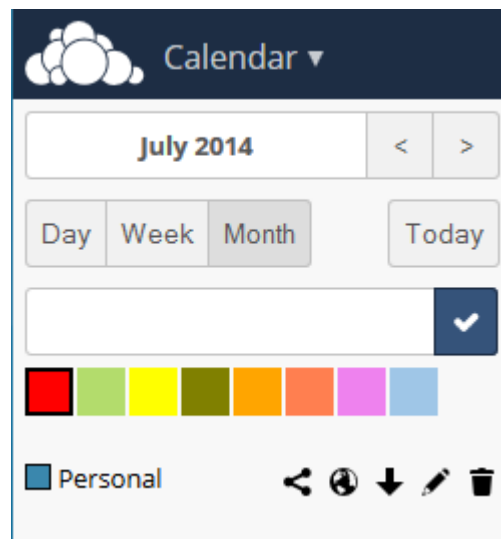 Calendar ▾
July 2014 < >
Day Week Month Today
Personal